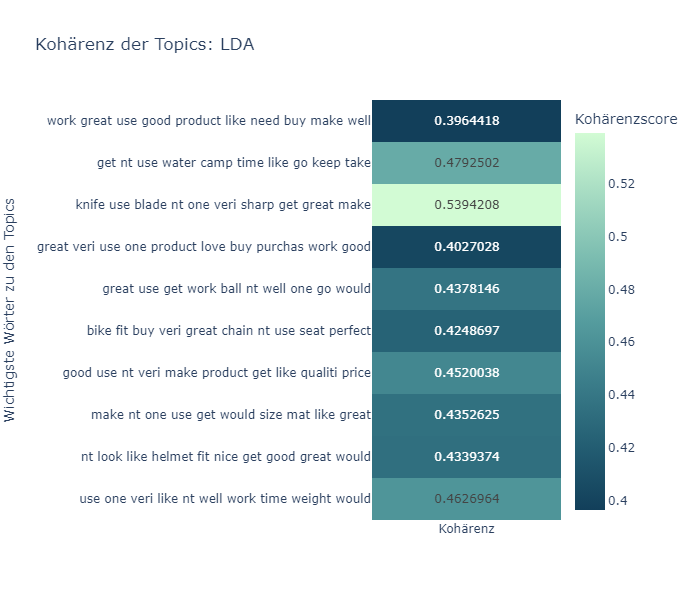 Kohärenz der Topics: LDA
Wichtigste Wörter zu den Topics
work great use good product like need buy make well 0.3964418
get nt use water camp time like go keep take 0.4792502
knife use blade nt one veri sharp get great make 0.5394208
great veri use one product love buy purchas work good 0.4027028
great use get work ball nt well one go would 0.4378146
bike fit buy veri great chain nt use seat perfect 0.4248697
good use nt veri make product get like qualiti price 0.4520038
make nt one use get would size mat like great 0.4352625
nt look like helmet fit nice get good great would 0.4339374
use one veri like nt well work time weight would 0.4626964
Kohärenz
Kohärenzscore
0.52
0.5
0.48
0.46
0.44
0.42
0.4